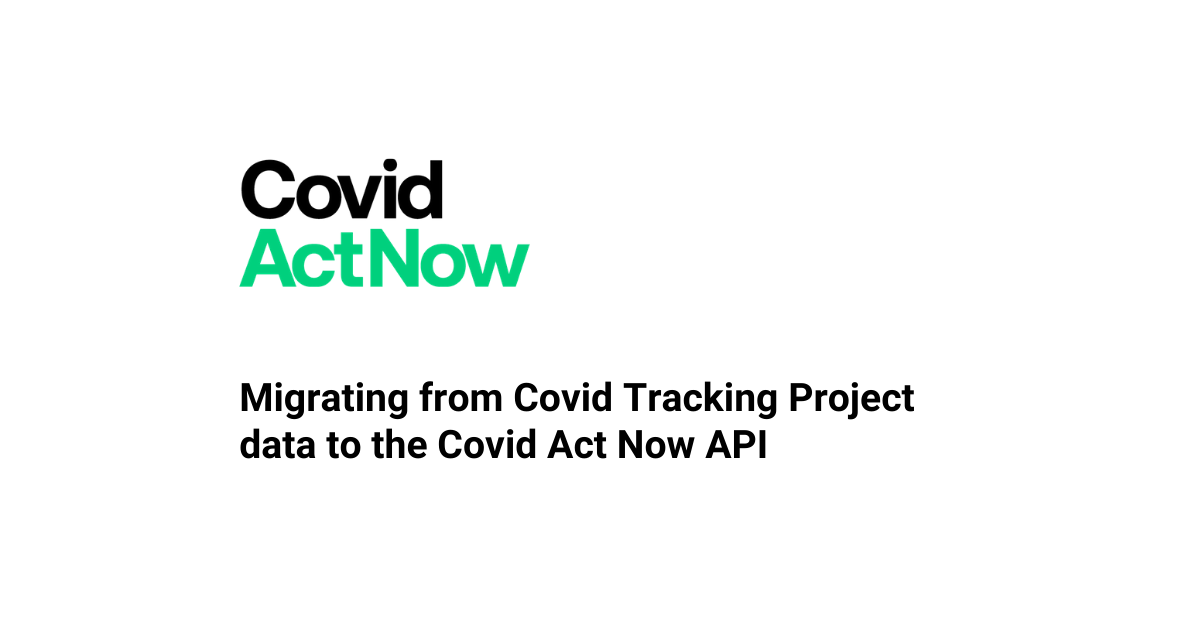 Covid
ActNow
Migrating from Covid Tracking Project
data to the Covid Act Now API